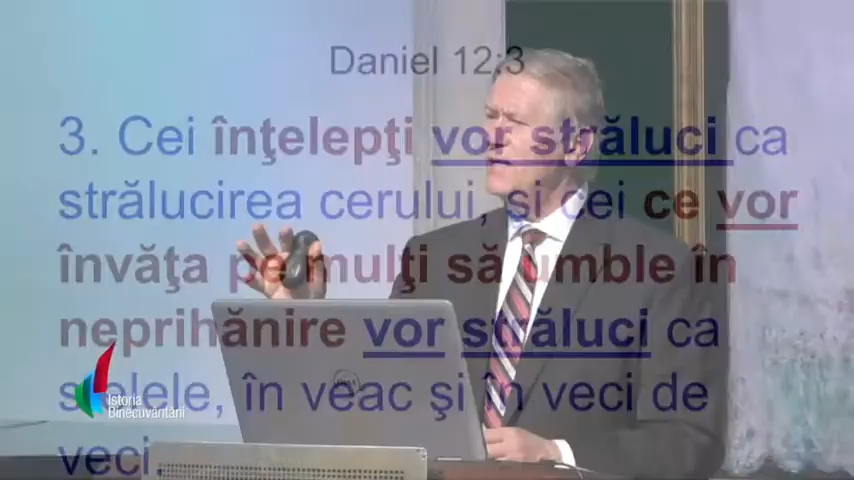 Daniel 12:3
3. Cei înţelepţi vor străluci ca
strălucirea cerului, şi cei ce vor
învăţa pe mulţi să umble în
neprihănire vor străluci ca
stelele, în veac şi în veci de
veci
Istoria
Binecuvântării
DELL